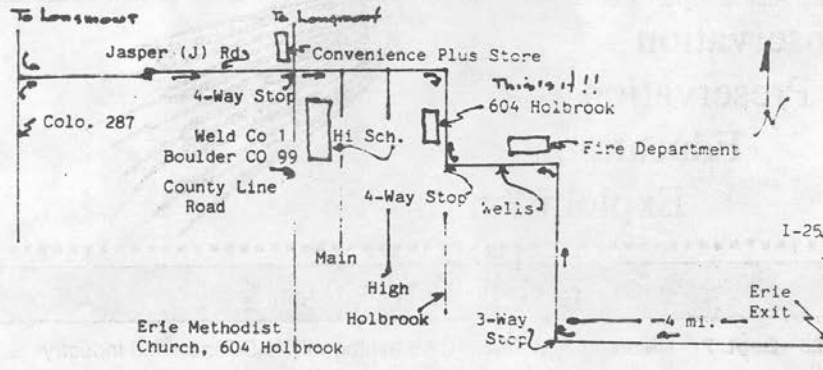 To Longmont
To Longmont
Jasper (J) Rd.
Convenience Plus Store
This is it!!
4-Way Stop
604 Holbrook
Colo. 287
Weld Co 1
Hi Sch.
Boulder CO 99
Fire Department
County Line
Road
4-Way Stop
Wells
I-25
Main
High
Erie
Exit
Holbrook
3-Way
Stop
4 mi.
Erie Methodist
Church, 604 Holbrook